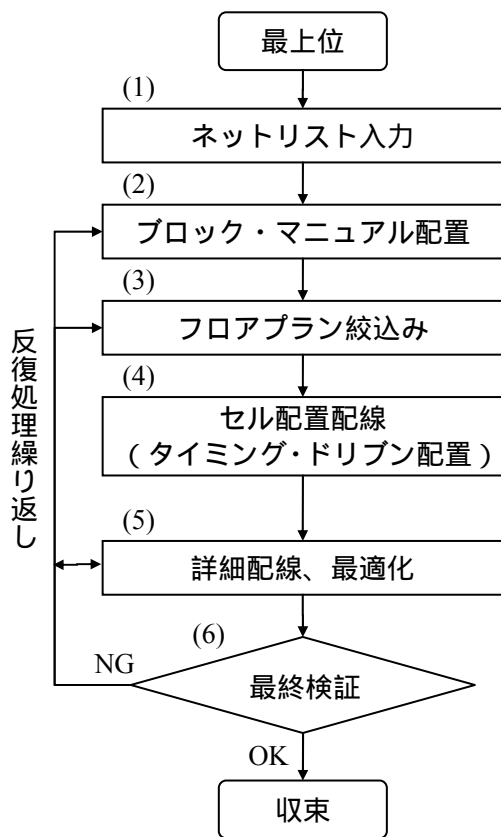 最上位
(1)
ネットリスト入力
(2)
ブロック・マニュアル配置
(3)
フロアプラン絞込み
(4)
セル配置配線
(タイミング・ドリブン配置)
(5)
詳細配線、最適化
(6)
最終検証
NG
OK
収束
反復処理繰り返し